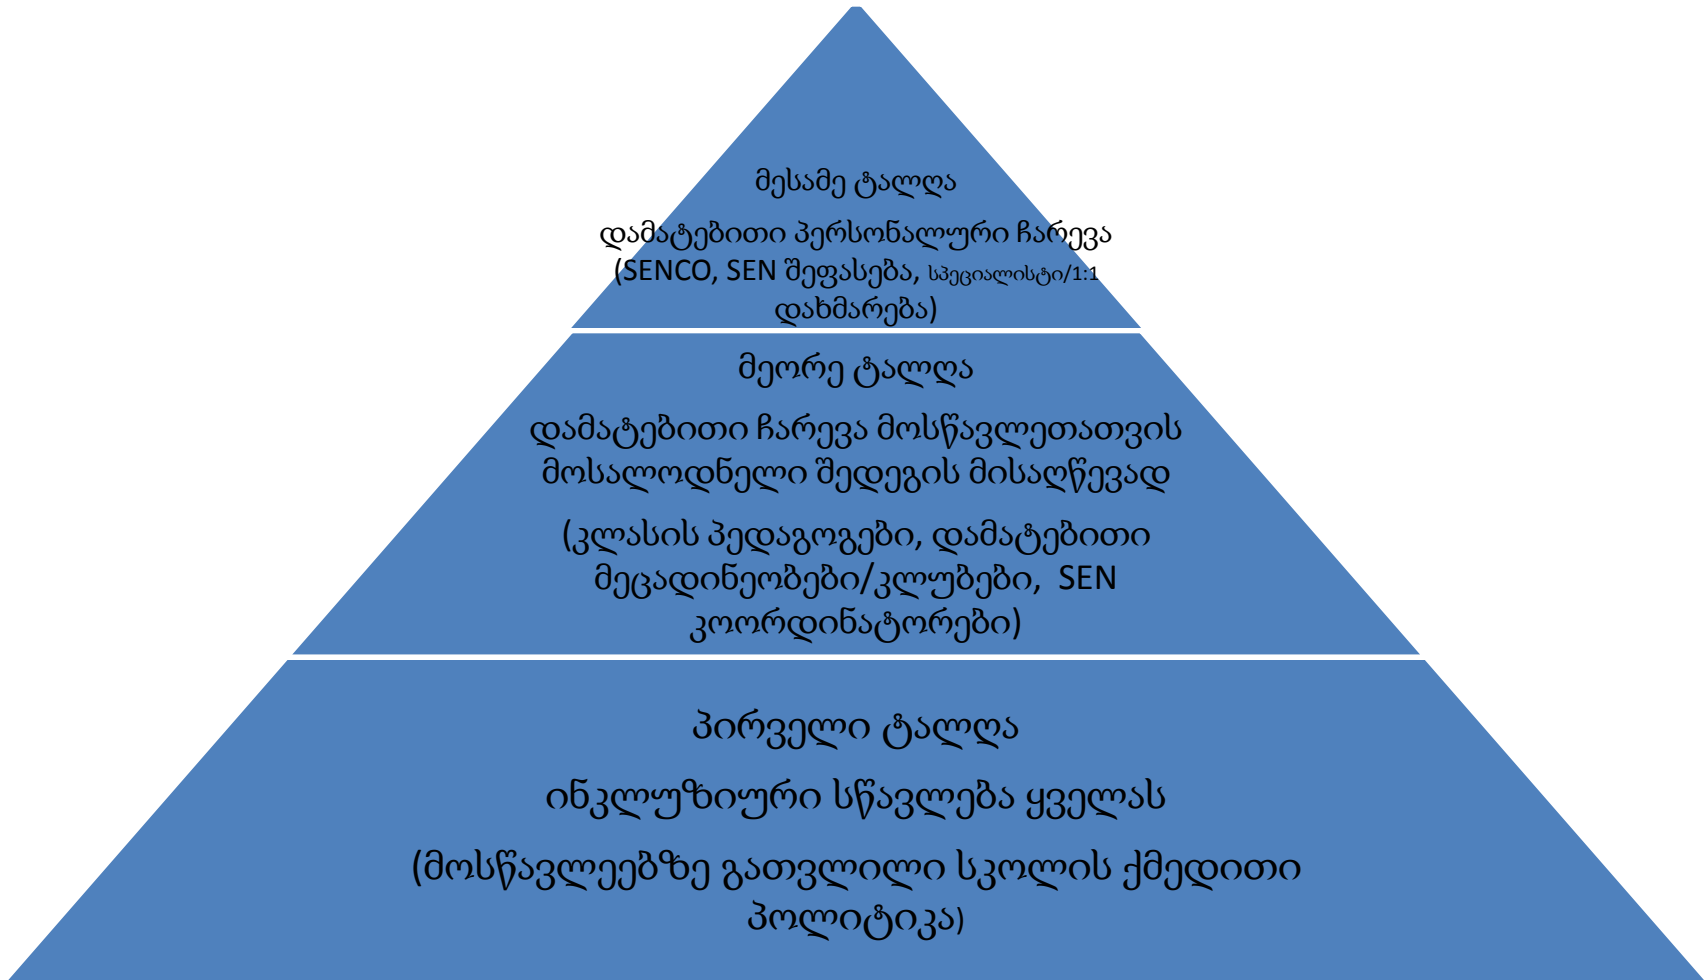 მესამე ტალღა
დამატებითი პერსონალური ჩარევა
(SENCO, SEN შეფასება, სპეციალისტი/1:1
დახმარება)
მეორე ტალღა
დამატებითი ჩარევა მოსწავლეთათვის
მოსალოდნელი შედეგის მისაღწევად
(კლასის პედაგოგები, დამატებითი
მეცადინეობები/კლუბები, SEN
კოორდინატორები)
პირველი ტალღა
ინკლუზიური სწავლება ყველას
(მოსწავლეებზე გათვლილი სკოლის ქმედითი
პოლიტიკა)